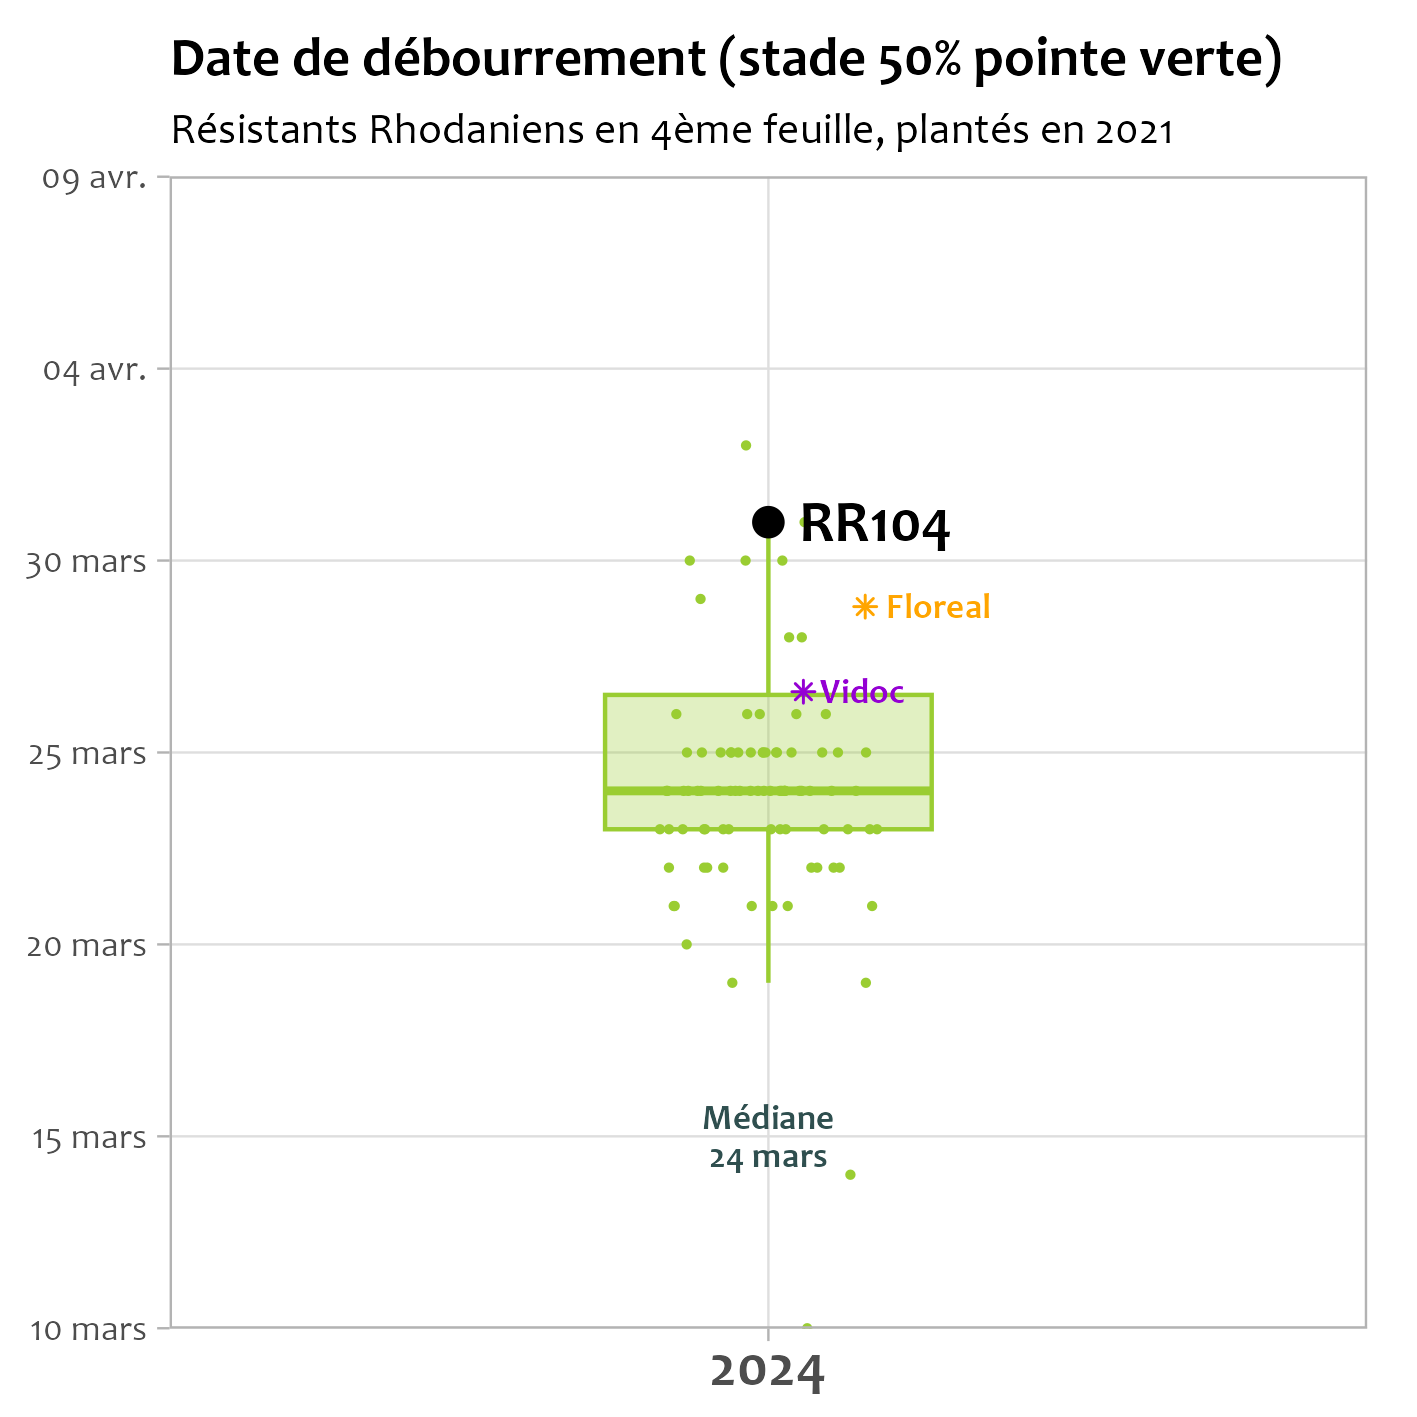 Date de débourrement (stade 50% pointe verte)
Résistants Rhodaniens en 4ème feuille, plantés en 2021
09 avr.
04 avr.
RR104
30 mars
Floreal
Vidoc
25 mars
20 mars
Médiane
15 mars
24 mars
10 mars
2024